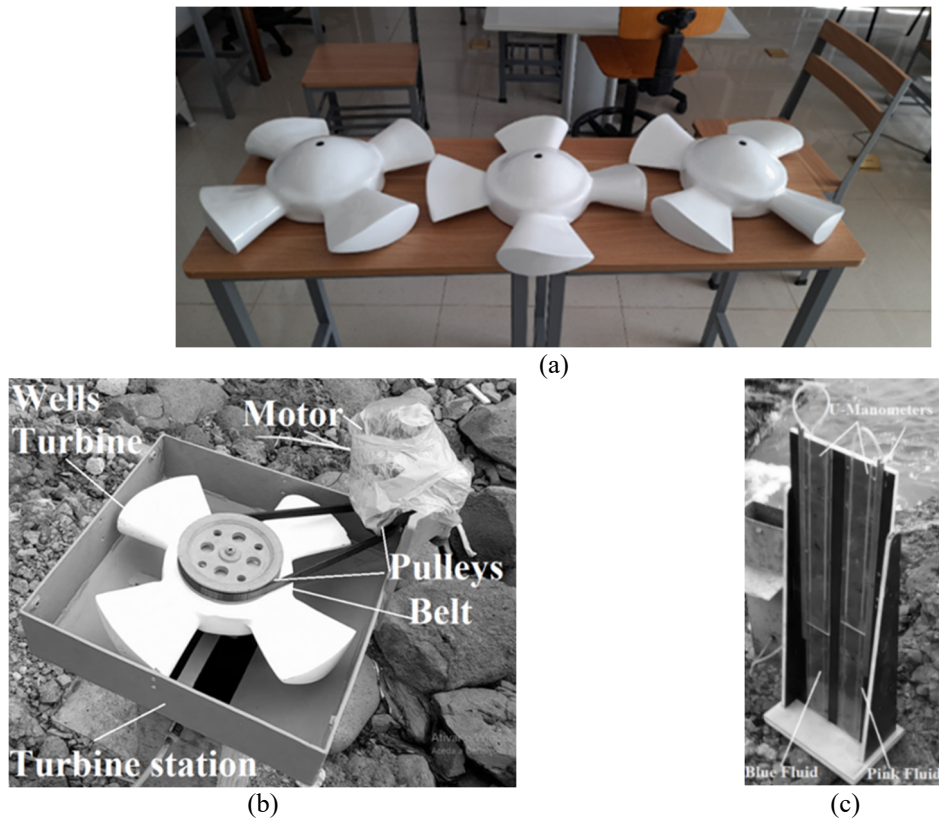 (a)
Wells
Turbine
Motor
Pulleys
Belt
Turbine station
(b)
U-Manometers
Blue Fluid
Pink Fluid
(c)